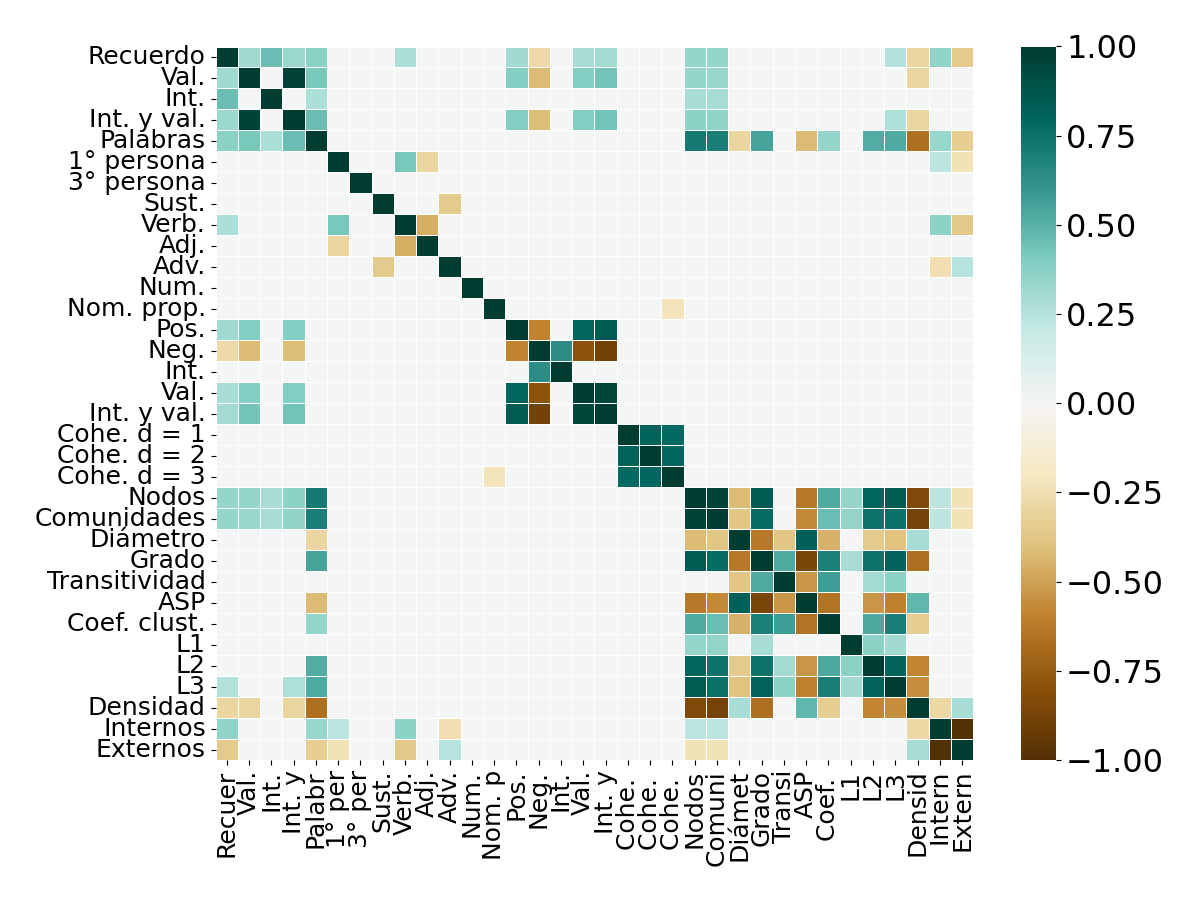 Recuerdo
Val.
Int.
Int. y val.
Palabras
1° persona
3° persona
Sust.
Verb.
Adj.
Adv.
Num.
Nom. prop.
Pos.
Neg.
Int.
Val.
Int. y val.
Cohe. d = 1
Cohe. d = 2
Cohe. d = 3
Nodos
Comunidades
Diámetro
Grado
Transitividad
ASP
Coef. clust.
L1
L2
L3
Densidad
Internos
Externos
Recuer
Val.
Int.
Int. y
Palabr
1° per
3° per
Sust.
Verb.
Adj.
Adv.
Num.
Nom. p
Pos.
Neg.
Int.
Val.
Int. y
Cohe.
Cohe.
Cohe.
Nodos
Comuni
Diámet
Grado
Transi
ASP
Coef.
L1
L2
L3
Densid
Intern
Extern
1.00
0.75
0.50
0.25
0.00
−0.25
−0.50
−0.75
−1.00